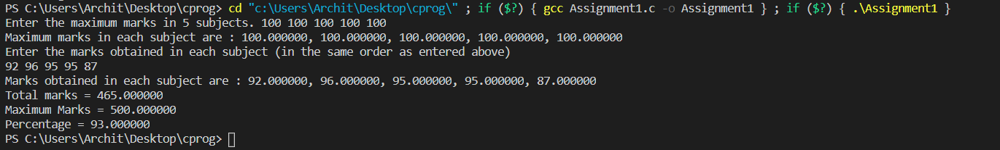 PS C:\Users\Archit\Desktop\cprog> cd "c:\Users\Archit\Desktop\cprog\" ; if ($?) { gcc Assignment1.c -o Assignment1 } ; if ($?) { .\Assignment1 }
Enter the maximum marks in 5 subjects. 100 100 100 100 100
Maximum marks in each subject are : 100.000000, 100.000000, 100.000000, 100.000000, 100.000000
Enter the marks obtained in each subject (in the same order as entered above)
92 96 95 95 87
Marks obtained in each subject are : 92.000000, 96.000000, 95.000000, 95.000000, 87.000000
Total marks = 465.000000
Maximum Marks = 500.000000
Percentage = 93.000000
PS C:\Users\Archit\Desktop\cprog>